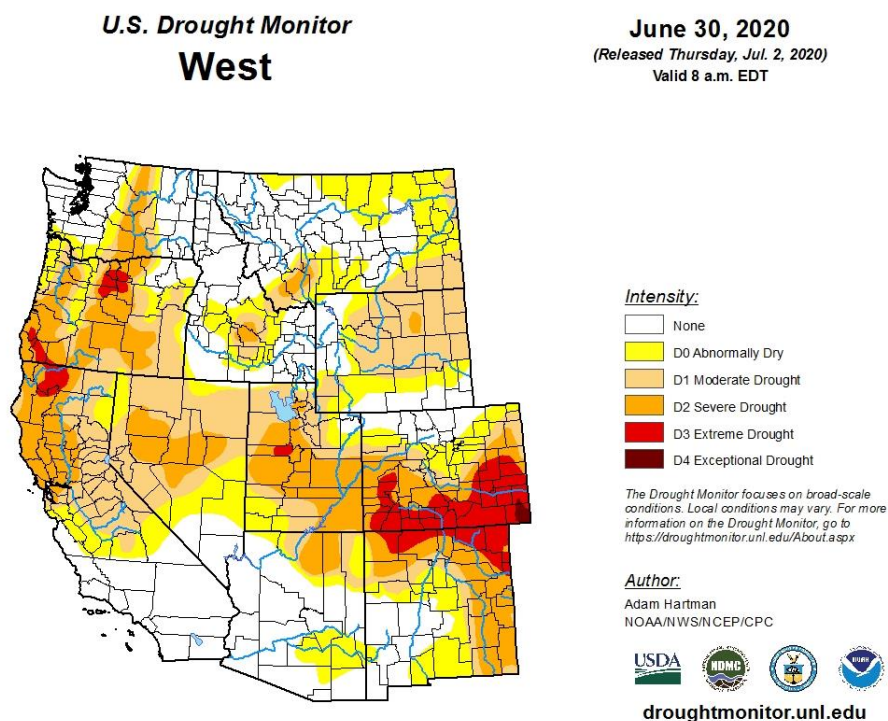 U.S. Drought Monitor
West
June 30, 2020
(Released Thursday, Jul. 2, 2020)
Valid 8 a.m. EDT
Intensity:
None
D0 Abnormally Dry
D1 Moderate Drought
D2 Severe Drought
D3 Extreme Drought
D4 Exceptional Drought
The Drought Monitor focuses on broad-scale
conditions. Local conditions may vary. For more
information on the Drought Monitor, go to
https://droughtmonitor.unl.edu/About.aspx
Author:
Adam Hartman
NOAA/NWS/NCEP/CPC
USDA
NDMC
NOAA
droughtmonitor.unl.edu